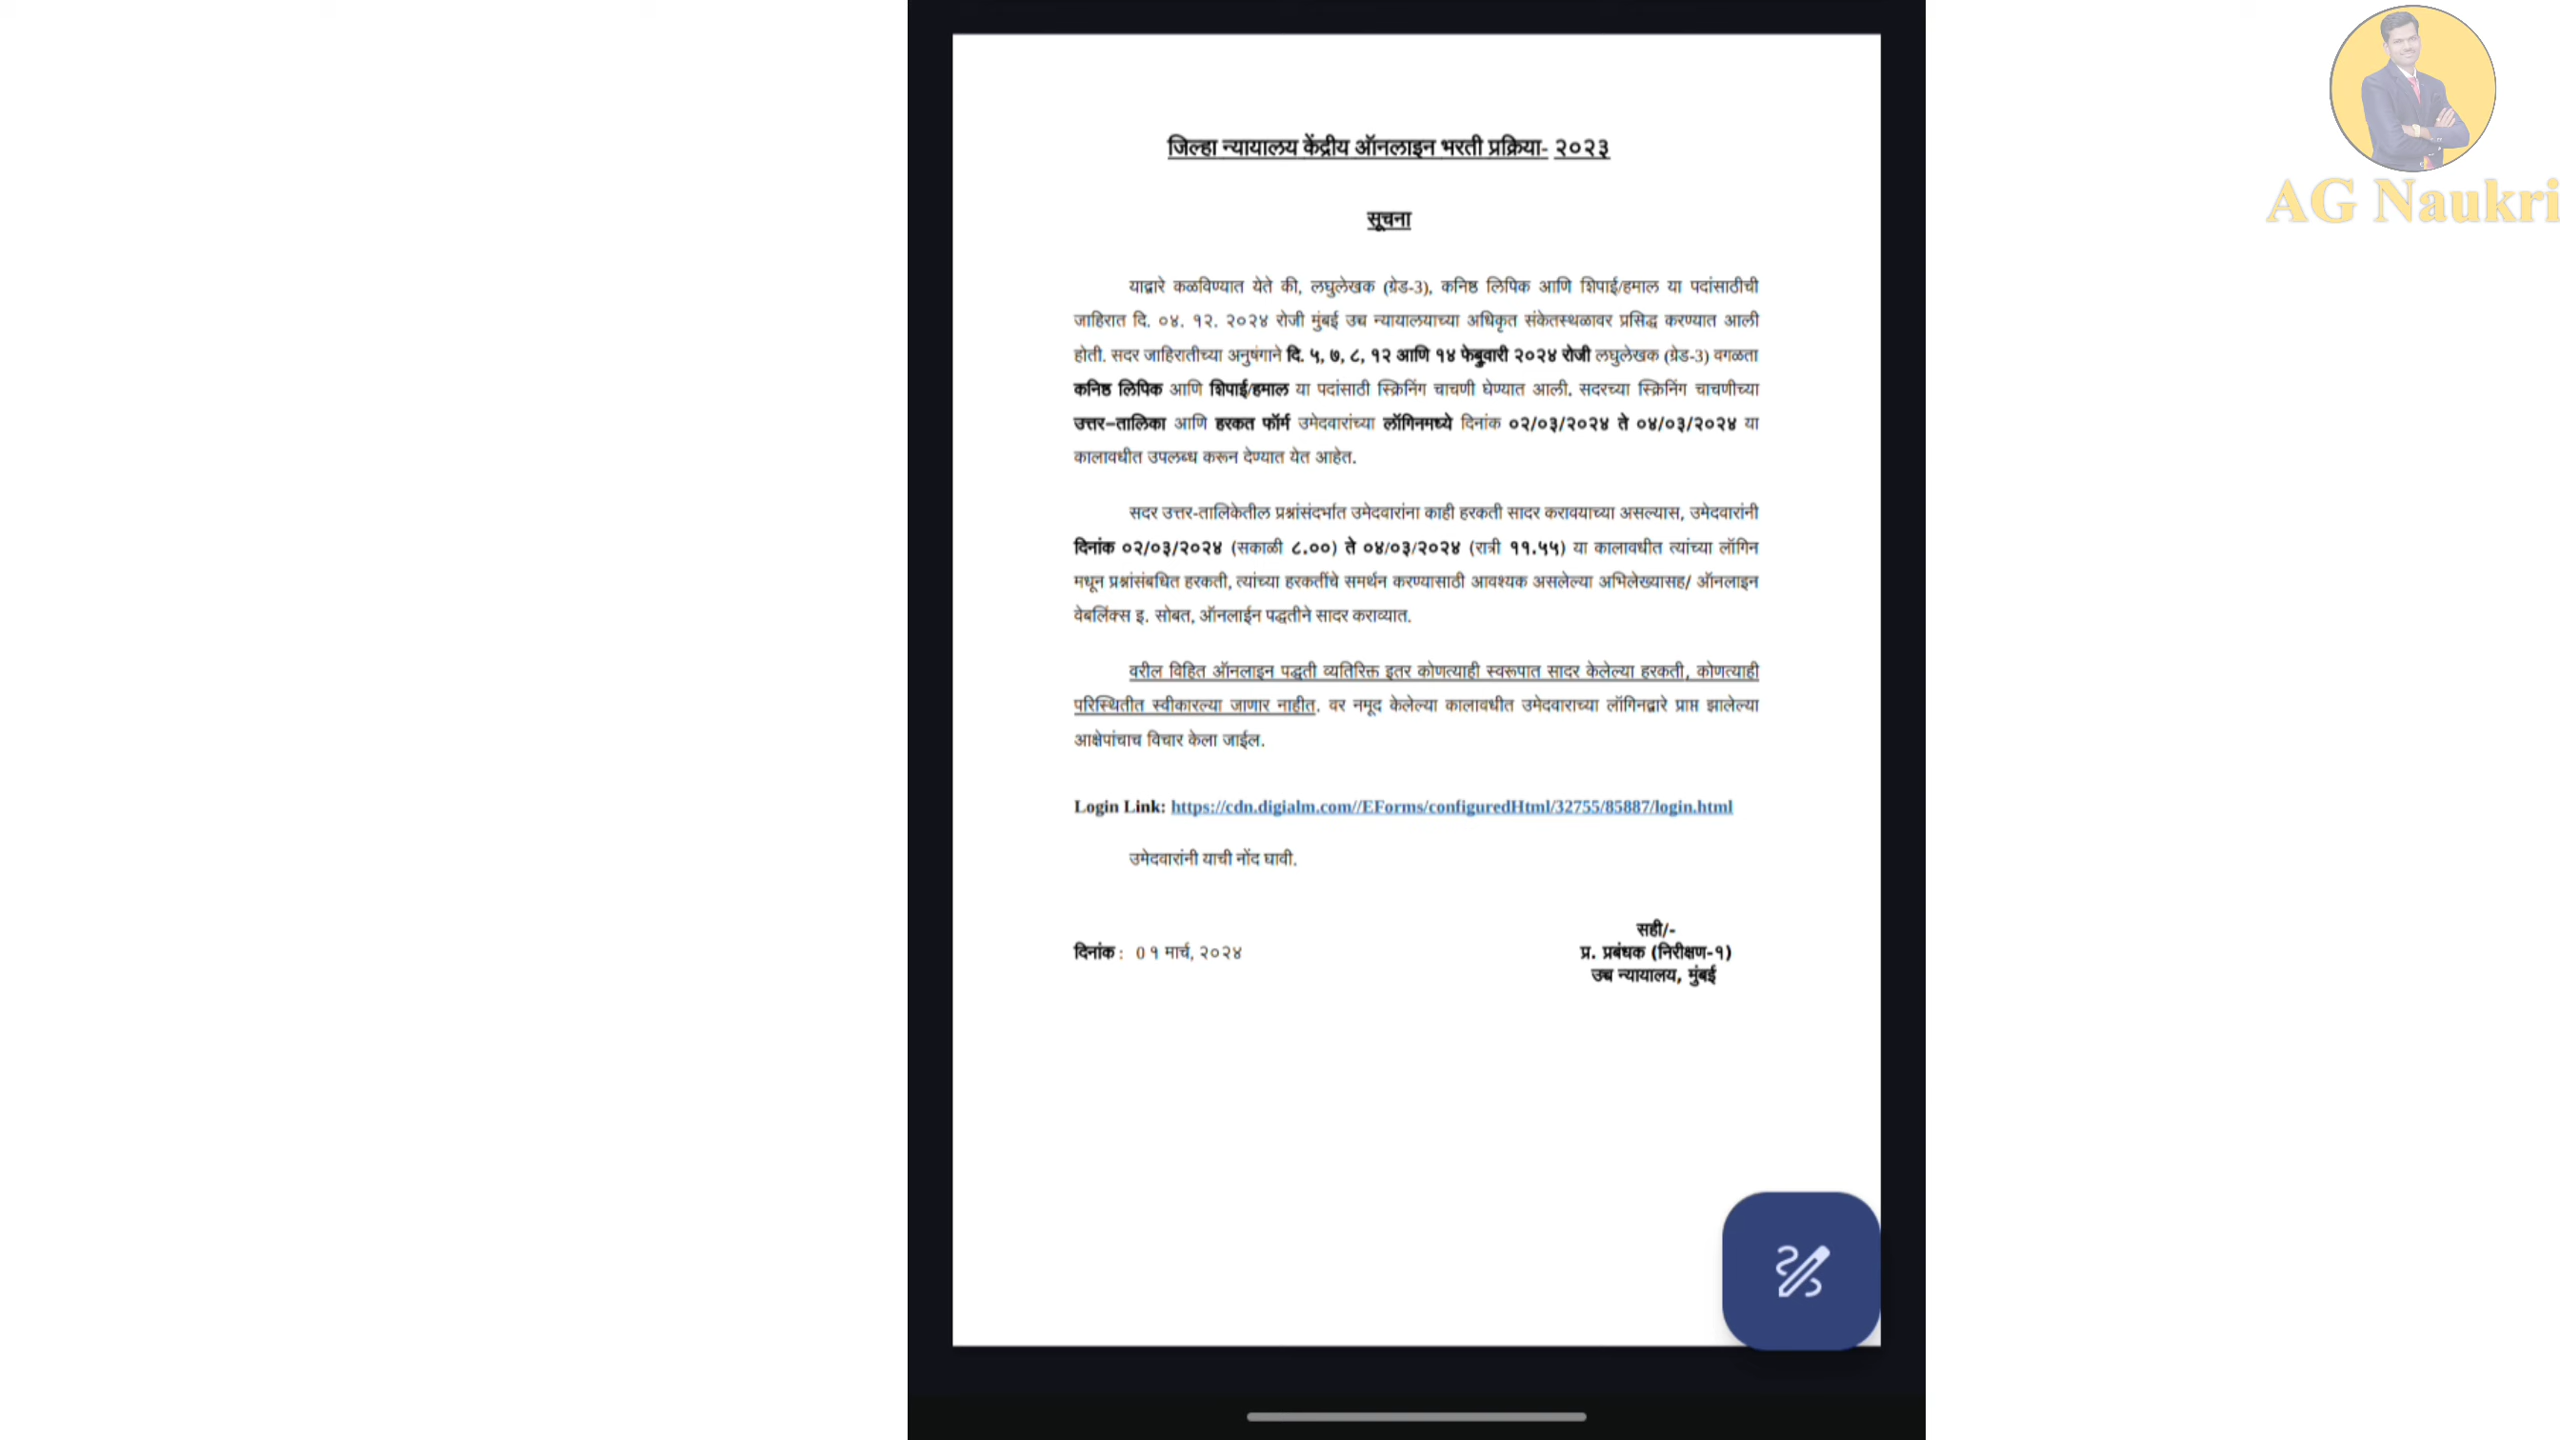 जिल्हा न्यायालय केंद्रीय ऑनलाइन भरती प्रक्रिया- २०२३
सूचना
याद्वारे कळविण्यात येते की, लघुलेखक (ग्रेड-3), कनिष्ठ लिपिक आणि शिपाई/हमाल या पदांसाठीची
जाहिरात दि. ०४. १२. २०२४ रोजी मुंबई उच्च न्यायालयाच्या अधिकृत संकेतस्थळावर प्रसिद्ध करण्यात आली
होती. सदर जाहिरातीच्या अनुषंगाने दि. ५, ७, ८, १२ आणि १४ फेब्रुवारी २०२४ रोजी लघुलेखक (ग्रेड-3) वगळता
कनिष्ठ लिपिक आणि शिपाई/हमाल या पदांसाठी स्क्रिनिंग चाचणी घेण्यात आली. सदरच्या स्क्रिनिंग चाचणीच्या
उत्तर–तालिका आणि हरकत फॉर्म उमेदवारांच्या लॉगिनमध्ये दिनांक ०२/०३/२०२४ ते ०४/०३/२०२४ या
कालावधीत उपलब्ध करून देण्यात येत आहेत.
सदर उत्तर-तालिकेतील प्रश्नांसंदर्भात उमेदवारांना काही हरकती सादर करावयाच्या असल्यास, उमेदवारांनी
दिनांक ०२/०३/२०२४ (सकाळी ८.००) ते ०४/०३/२०२४ (रात्री ११.५५) या कालावधीत त्यांच्या लॉगिन
मधून प्रश्नांसंबधित हरकती, त्यांच्या हरकतींचे समर्थन करण्यासाठी आवश्यक असलेल्या अभिलेख्यासह/ ऑनलाइन
वेबलिंक्स इ. सोबत, ऑनलाईन पद्धतीने सादर कराव्यात.
वरील विहित ऑनलाइन पद्धती व्यतिरिक्त इतर कोणत्याही स्वरूपात सादर केलेल्या हरकती, कोणत्याही
परिस्थितीत स्वीकारल्या जाणार नाहीत. वर नमूद केलेल्या कालावधीत उमेदवाराच्या लॉगिनद्वारे प्राप्त झालेल्या
आक्षेपांचाच विचार केला जाईल.
Login Link: https://cdn.digialm.com//EForms/configuredHtml/32755/85887/login.html
उमेदवारांनी याची नोंद घावी.
सही/-
दिनांक : 0१ मार्च, २०२४ प्र. प्रबंधक (निरीक्षण-१)
उच्च न्यायालय, मुंबई
AG Naukri